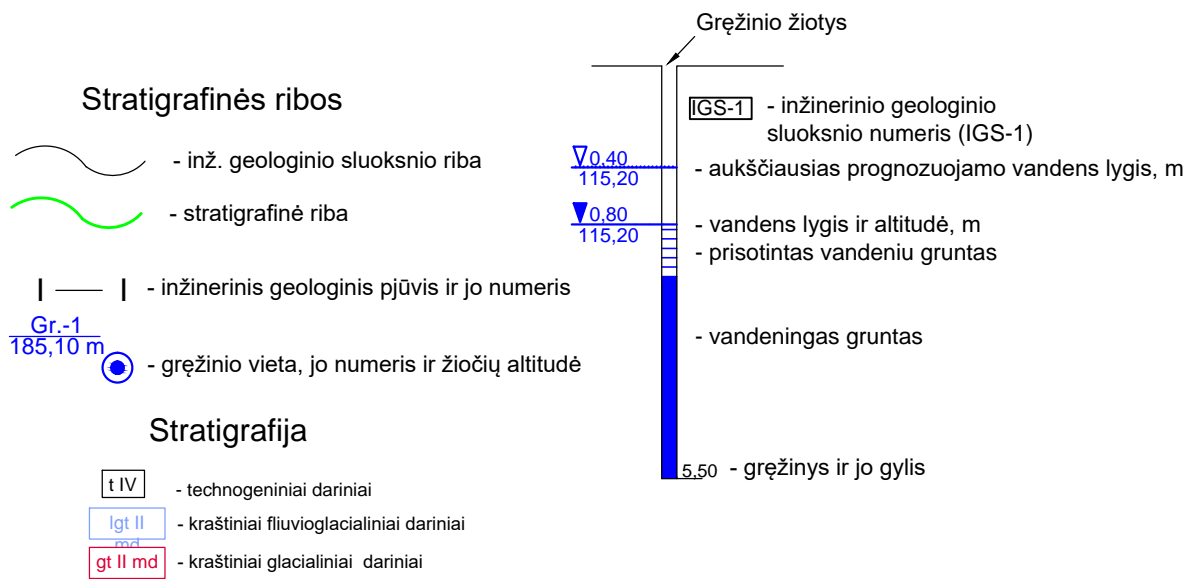 Gręžinio žiotys
Stratigrafinės ribos
- inž. geologinio sluoksnio riba
- stratigrafinė riba
- inžinerinis geologinis pjūvis ir jo numeris
Gr.-1
185,10 m
- gręžinio vieta, jo numeris ir žiočių altitudė
Stratigrafija
t IV
- technogeniniai dariniai
Igt II
md
- kraštiniai fliuvioglacialiniai dariniai
gt II md
- kraštiniai glacialiniai dariniai
IGS-1
- inžinerinio geologinio
sluoksnio numeris (IGS-1)
0,40
115,20
- aukščiausias prognozuojamo vandens lygis, m
0,80
115,20
- vandens lygis ir altitudė, m
- prisotintas vandeniu gruntas
- vandeningas gruntas
5,50
- gręžinys ir jo gylis